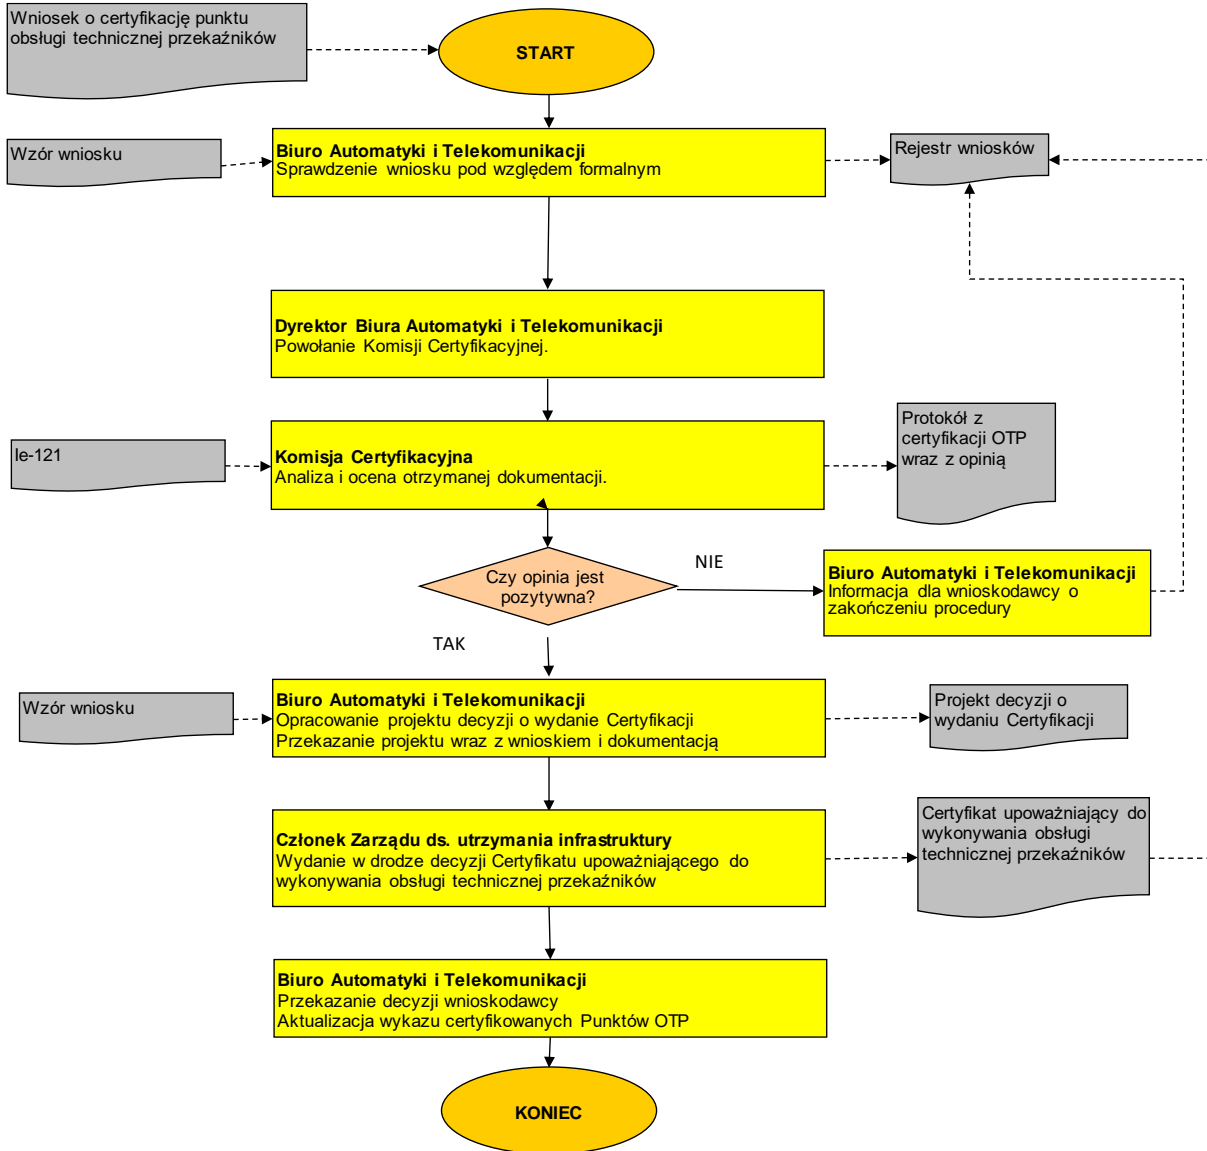 Wniosek o certyfikację punktu
obsługi technicznej przekaźników
START
Wzór wniosku
Biuro Automatyki i Telekomunikacji
Sprawdzenie wniosku pod względem formalnym
Rejestr wniosków
Dyrektor Biura Automatyki i Telekomunikacji
Powołanie Komisji Certyfikacyjnej.
Ie-121
Komisja Certyfikacyjna
Analiza i ocena otrzymanej dokumentacji.
Protokół z
certyfikacji OTP
wraz z opinią
Czy opinia jest
pozytywna?
NIE
Biuro Automatyki i Telekomunikacji
Informacja dla wnioskodawcy o
zakończeniu procedury
TAK
Wzór wniosku
Biuro Automatyki i Telekomunikacji
Opracowanie projektu decyzji o wydanie Certyfikacji
Przekazanie projektu wraz z wnioskiem i dokumentacją
Projekt decyzji o
wydaniu Certyfikacji
Członek Zarządu ds. utrzymania infrastruktury
Wydanie w drodze decyzji Certyfikatu upoważniającego do
wykonywania obsługi technicznej przekaźników
Certyfikat upoważniający do
wykonywania obsługi
technicznej przekaźników
Biuro Automatyki i Telekomunikacji
Przekazanie decyzji wnioskodawcy
Aktualizacja wykazu certyfikowanych Punktów OTP
KONIEC